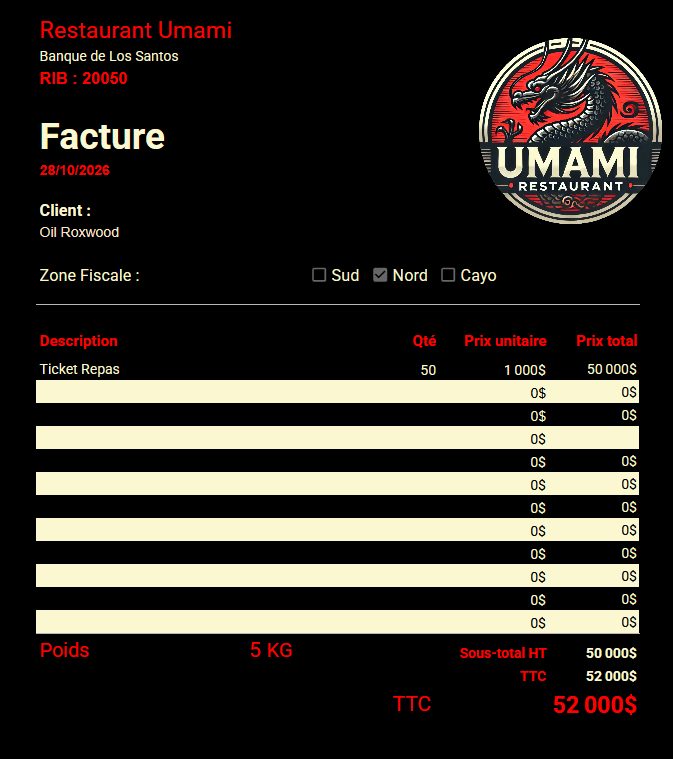 Restaurant Umami
Banque de Los Santos
RIB : 20050
UMAMI
RESTAURANT
Facture
28/10/2026
Client :
Oil Roxwood
Zone Fiscale : Sud Nord Cayo
Description Qté Prix unitaire Prix total
Ticket Repas 50 1 000$ 50 000$
0$ 0$
0$ 0$
0$
0$ 0$
0$ 0$
0$ 0$
0$ 0$
0$ 0$
0$ 0$
0$ 0$
0$ 0$
Poids 5 KG Sous-total HT 50 000$
TTC 52 000$
TTC 52 000$